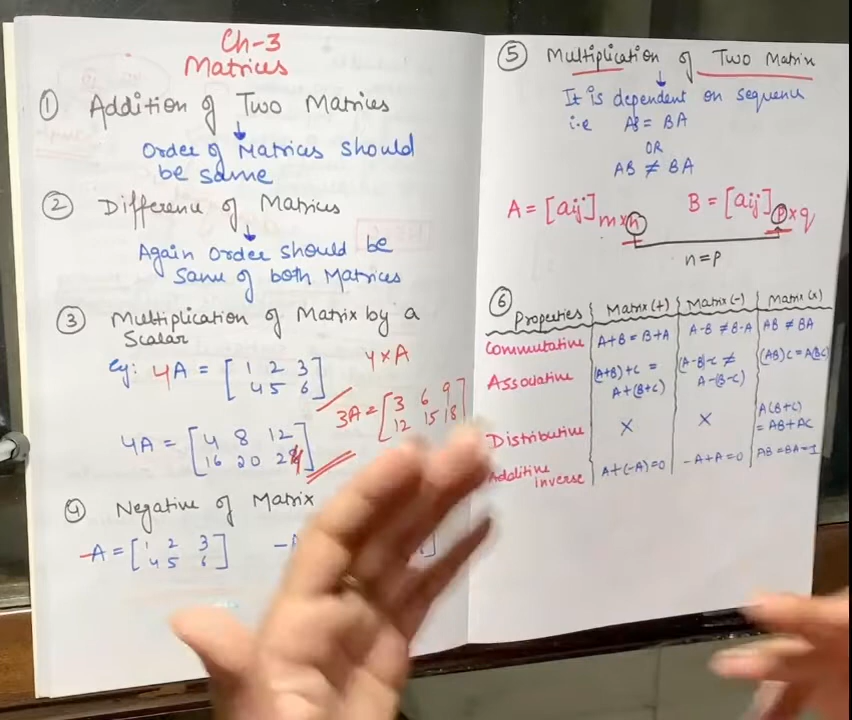 Ch-3
Matrices
① Addition of Two Matrices
↓
Order of Matrices should
be same
② Difference of Matrices
↓
Again Order should be
Same of both Matrices
③ Multiplication of Matrix by a
Scalar
eg: 4A = [1 2 3
4 5 6]
4×A
3A = [3 6 9
12 15 18]
4A = [4 8 12
16 20 24]
④ Negative of Matrix
-A = [1 2 3
4 5 6]
⑤ Multiplication of Two Matrix
↓
It is dependent on sequence
i.e AB = BA
OR
AB ≠ BA
A = [aij] m×n B = [aij] p×q
n=p
⑥ Properties Matrix (+) Matrix (-) Matrix (x)
Commutative A+B = B+A A-B ≠ B-A AB ≠ BA
Associative (A+B)+C = A+(B+C) (A-B)-C ≠ A-(B-C) (AB)C = A(BC)
Distributive X X A(B+C) = AB+AC
Additive inverse A+(-A)=0 -A+A=0 AB=BA=1